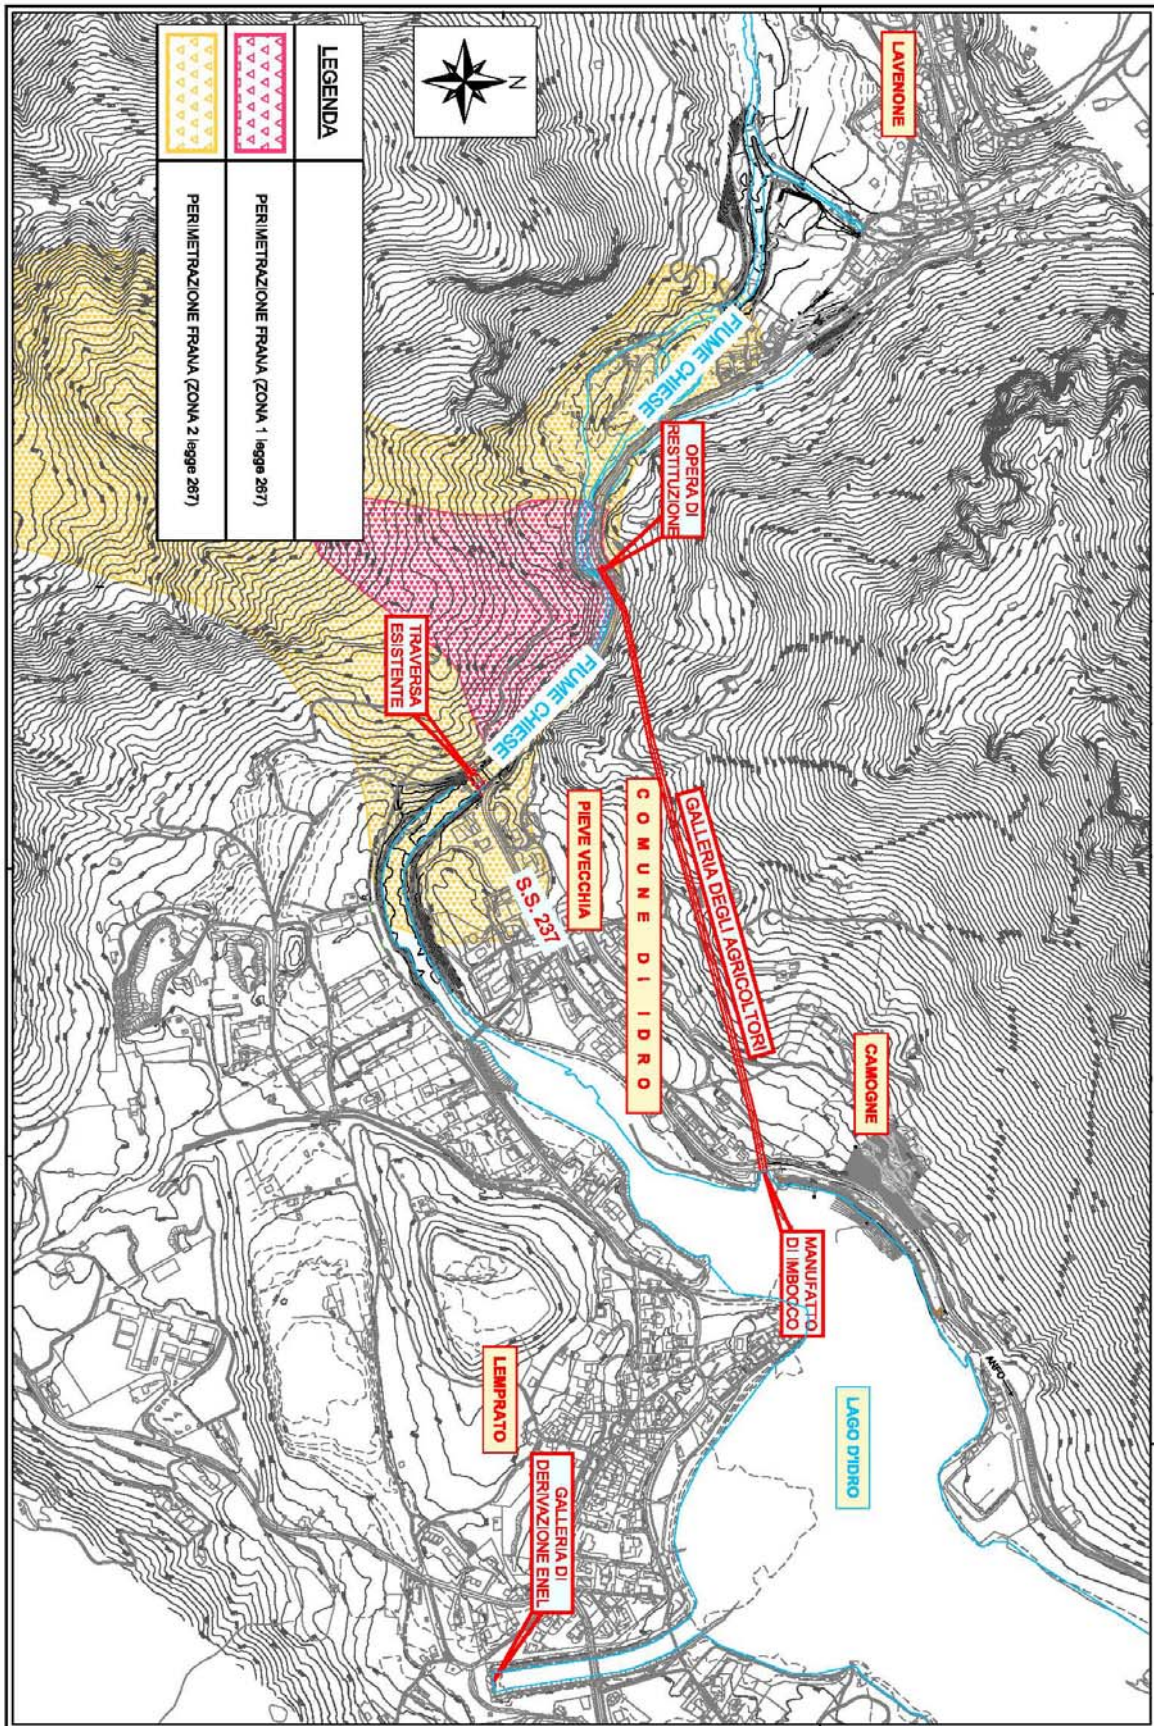 LAVENONE
N
LEGENDA
PERIMETRAZIONE FRANA (ZONA 1 legge 267)
PERIMETRAZIONE FRANA (ZONA 2 legge 267)
FIUME CHIESE
OPERA DI
RESTITUZIONE
FIUME CHIESE
TRAVERSA
ESISTENTE
COMUNE DI IDRO
GALLERIA DEGLI AGRICOLTORI
PIEVE VECCHIA
S.S. 237
CAMOGNE
MANUFATTO
DI IMBOCCO
ANFO
LAGO D'IDRO
LEMPRATO
GALLERIA DI
DERIVAZIONE ENEL